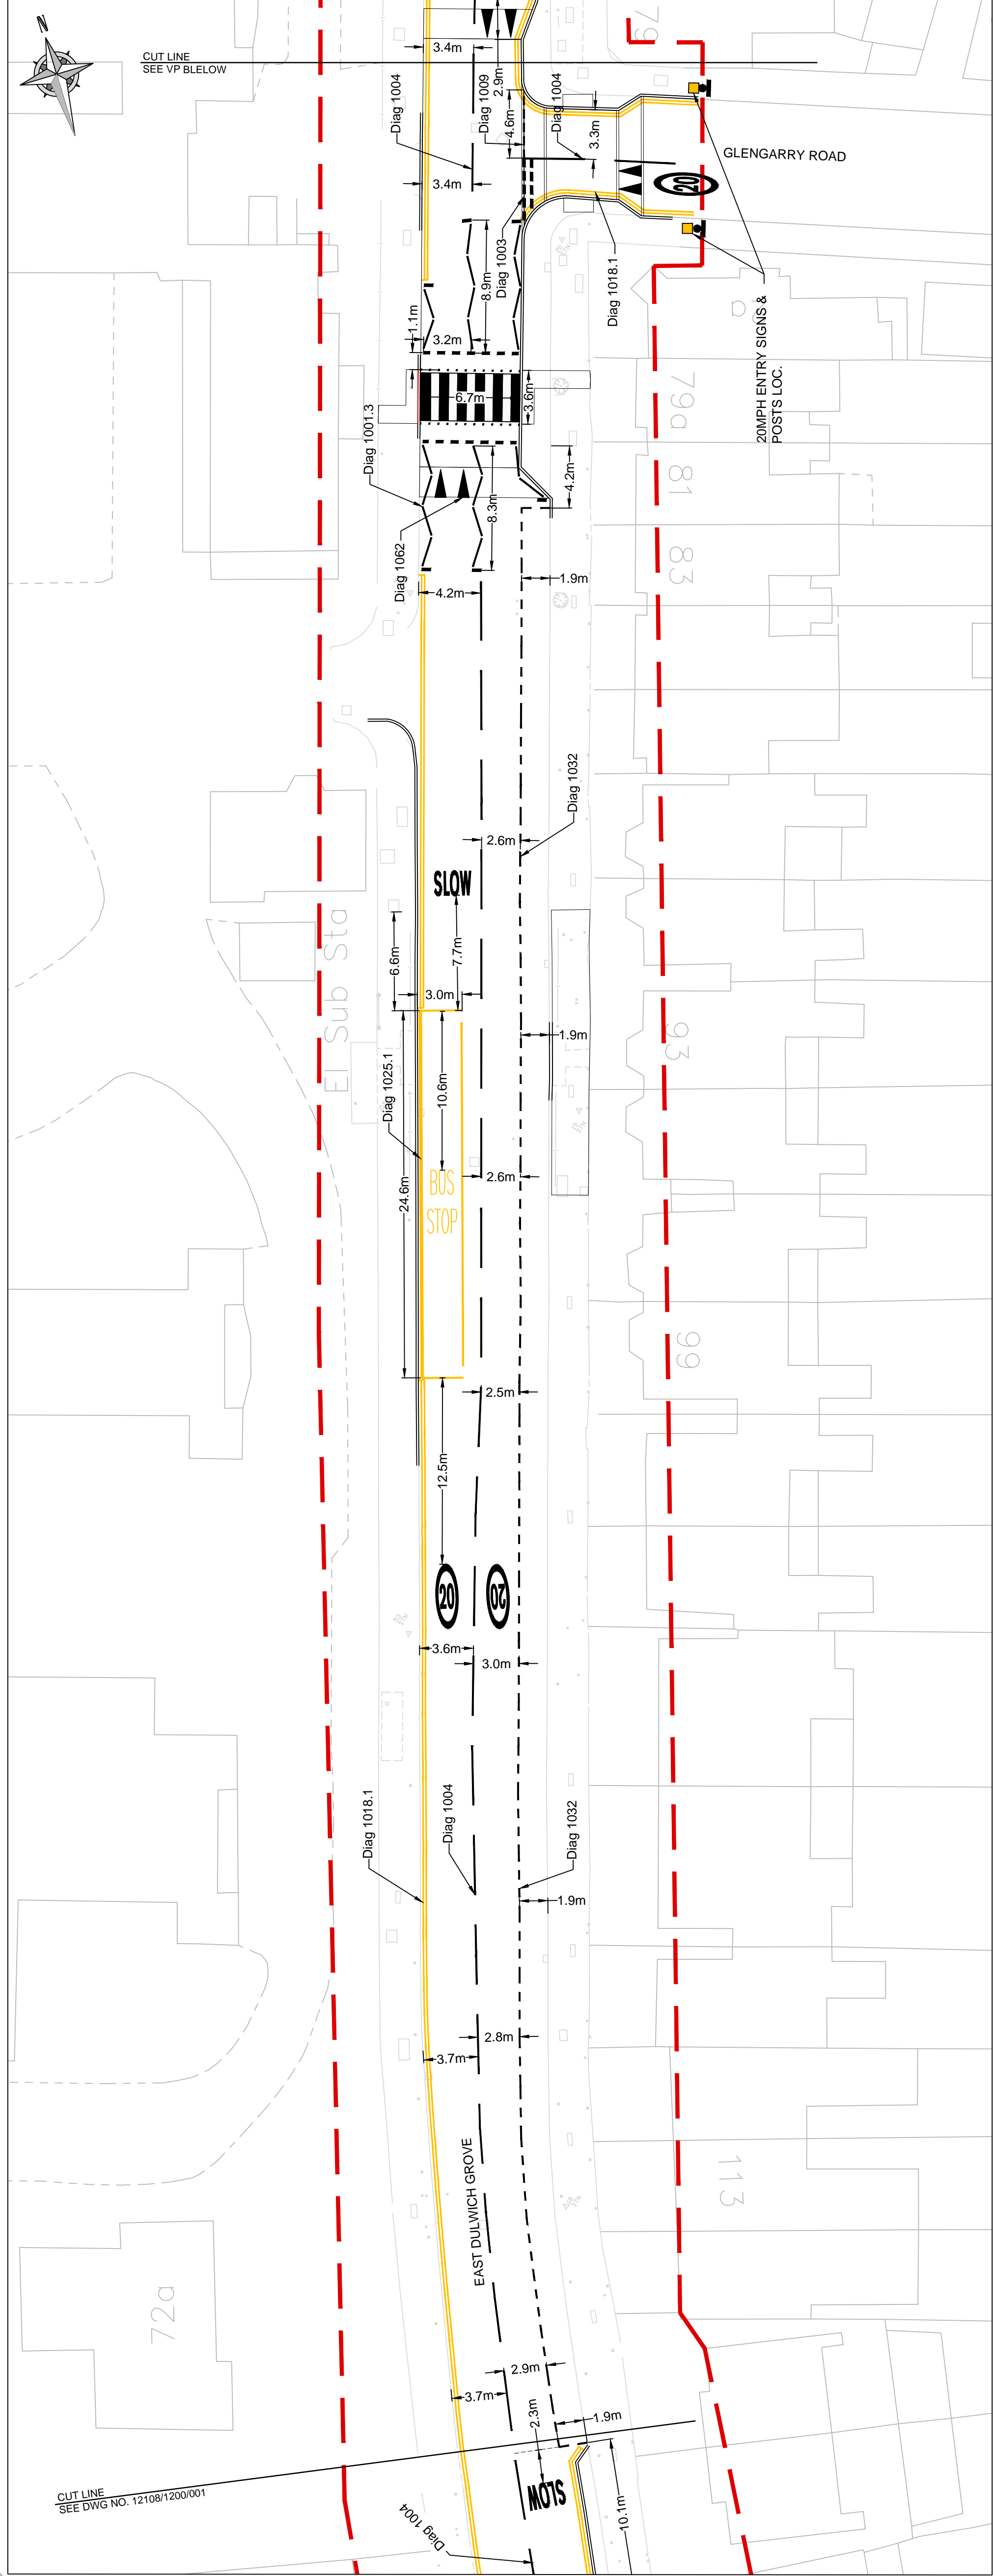 N
79
CUT LINE
SEE VP BLELOW
3.4m
2.9m
Diag 1004
Diag 1009
4.6m
Diag 1004
3.3m
GLENGARRY ROAD
20
3.4m
Diag 1003
8.9m
Diag 1018.1
1.1m
3.2m
20MPH ENTRY SIGNS &
POSTS LOC.
6.7m
3.6m
79a
Diag 1001.3
81
4.2m
8.3m
Diag 1062
83
4.2m
1.9m
Diag 1032
2.6m
SLOW
El Sub Sta
6.6m
7.7m
3.0m
1.9m
93
Diag 1025.1
10.6m
24.6m
BUS
STOP
2.6m
99
2.5m
12.5m
20
20
3.6m
3.0m
Diag 1018.1
Diag 1004
Diag 1032
1.9m
2.8m
3.7m
EAST DULWICH GROVE
113
72a
2.9m
3.7m
2.3m
1.9m
CUT LINE
SEE DWG NO. 12108/1200/001
SLOW
10.1m
Diag 1004